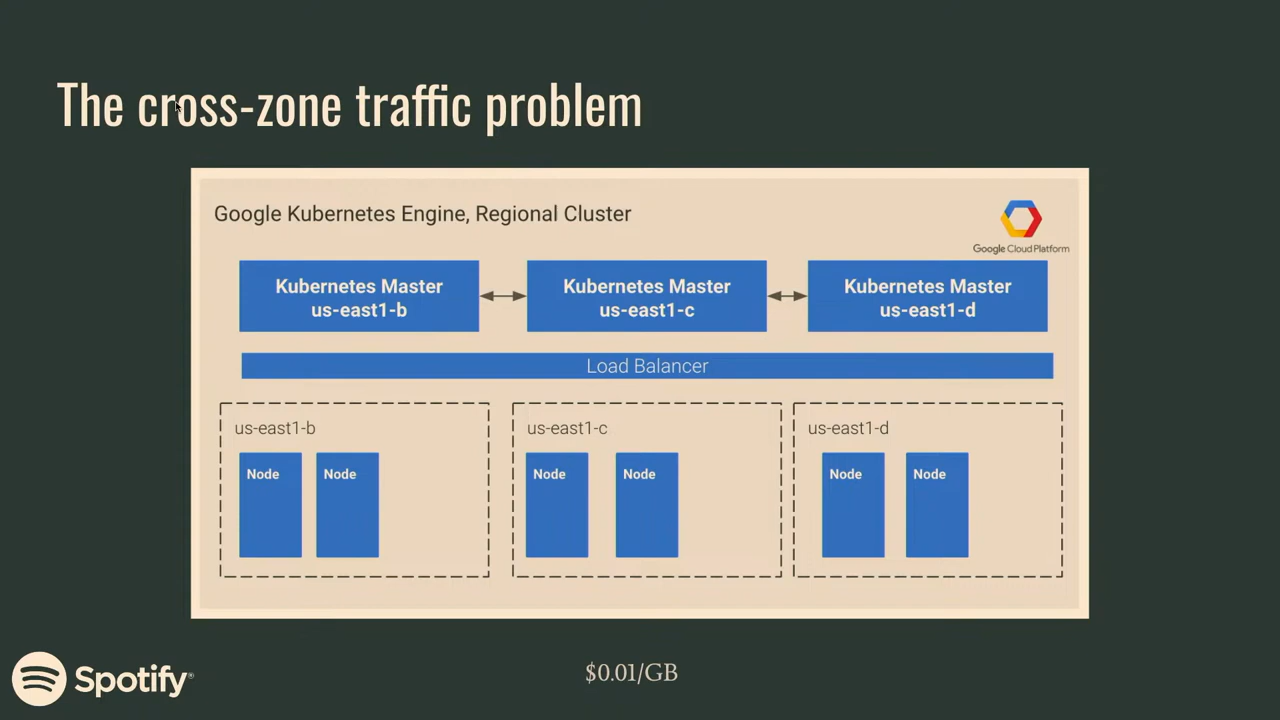 The cross-zone traffic problem
Google Kubernetes Engine, Regional Cluster
Google Cloud Platform
Kubernetes Master
us-east1-b
Kubernetes Master
us-east1-c
Kubernetes Master
us-east1-d
Load Balancer
us-east1-b
Node
Node
us-east1-c
Node
Node
us-east1-d
Node
Node
Spotify®
$0.01/GB